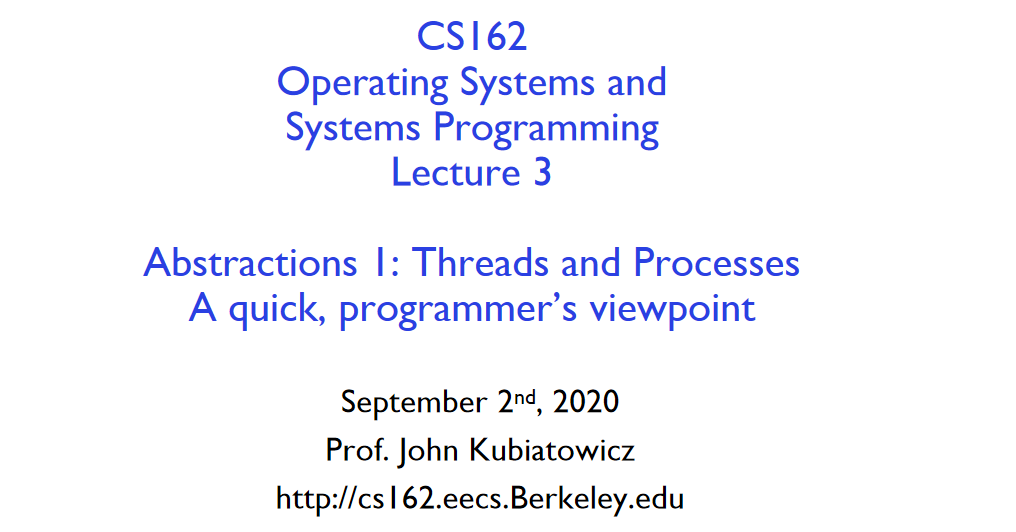 CS162
Operating Systems and
Systems Programming
Lecture 3
Abstractions 1: Threads and Processes
A quick, programmer’s viewpoint
September 2nd, 2020
Prof. John Kubiatowicz
http://cs162.eecs.Berkeley.edu